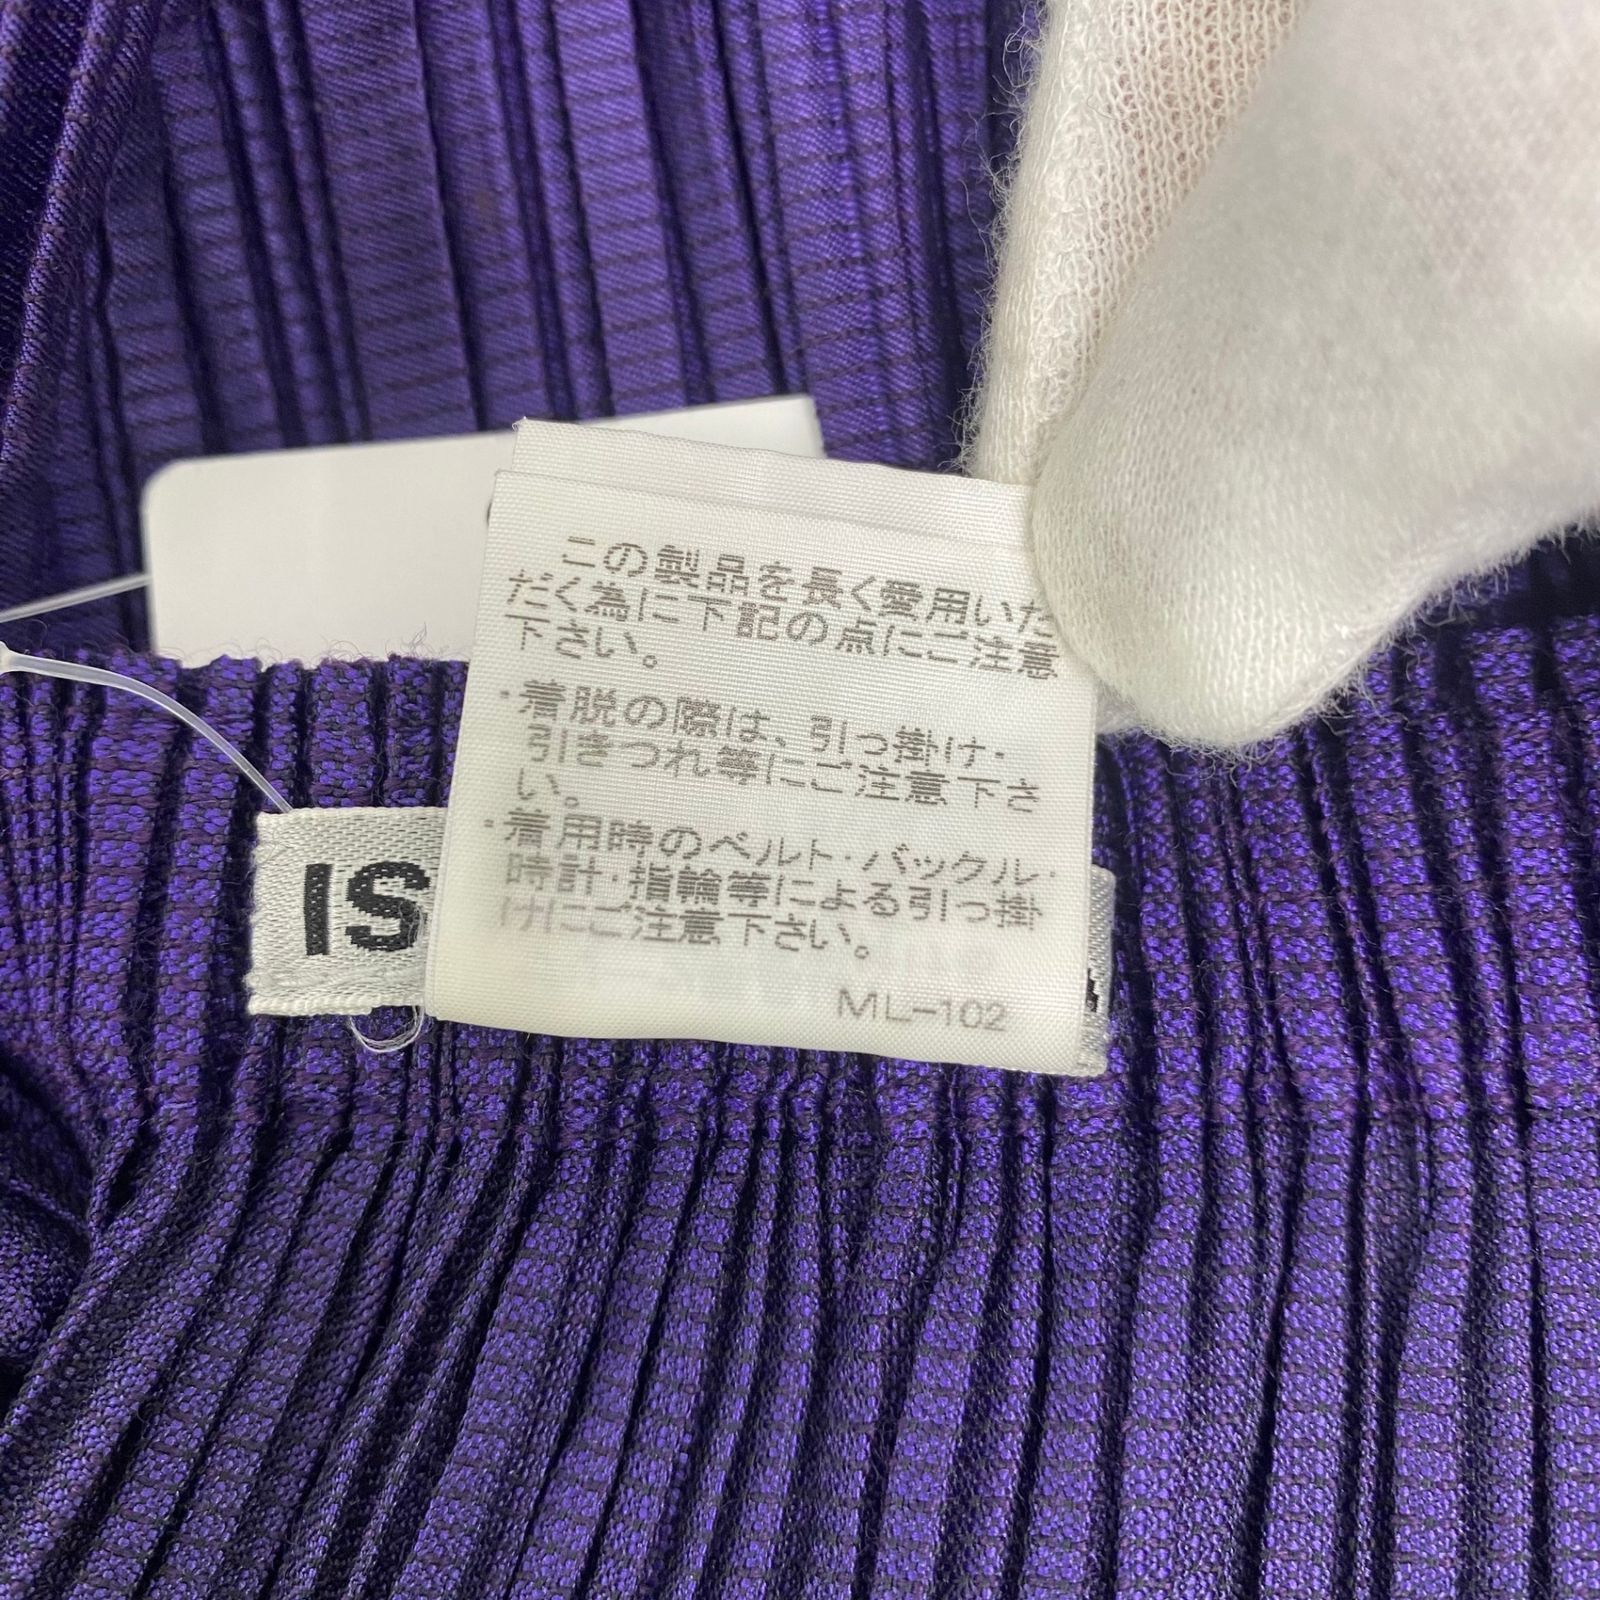 この製品を長く愛用いた
だく為に下記の点にご注意
下さい。
・着脱の際は、引っ掛け・
引きつれ等にご注意下さ
い。
・着用時のベルト・バックル・
時計・指輪等による引っ掛
けにご注意下さい。
ML-102
IS